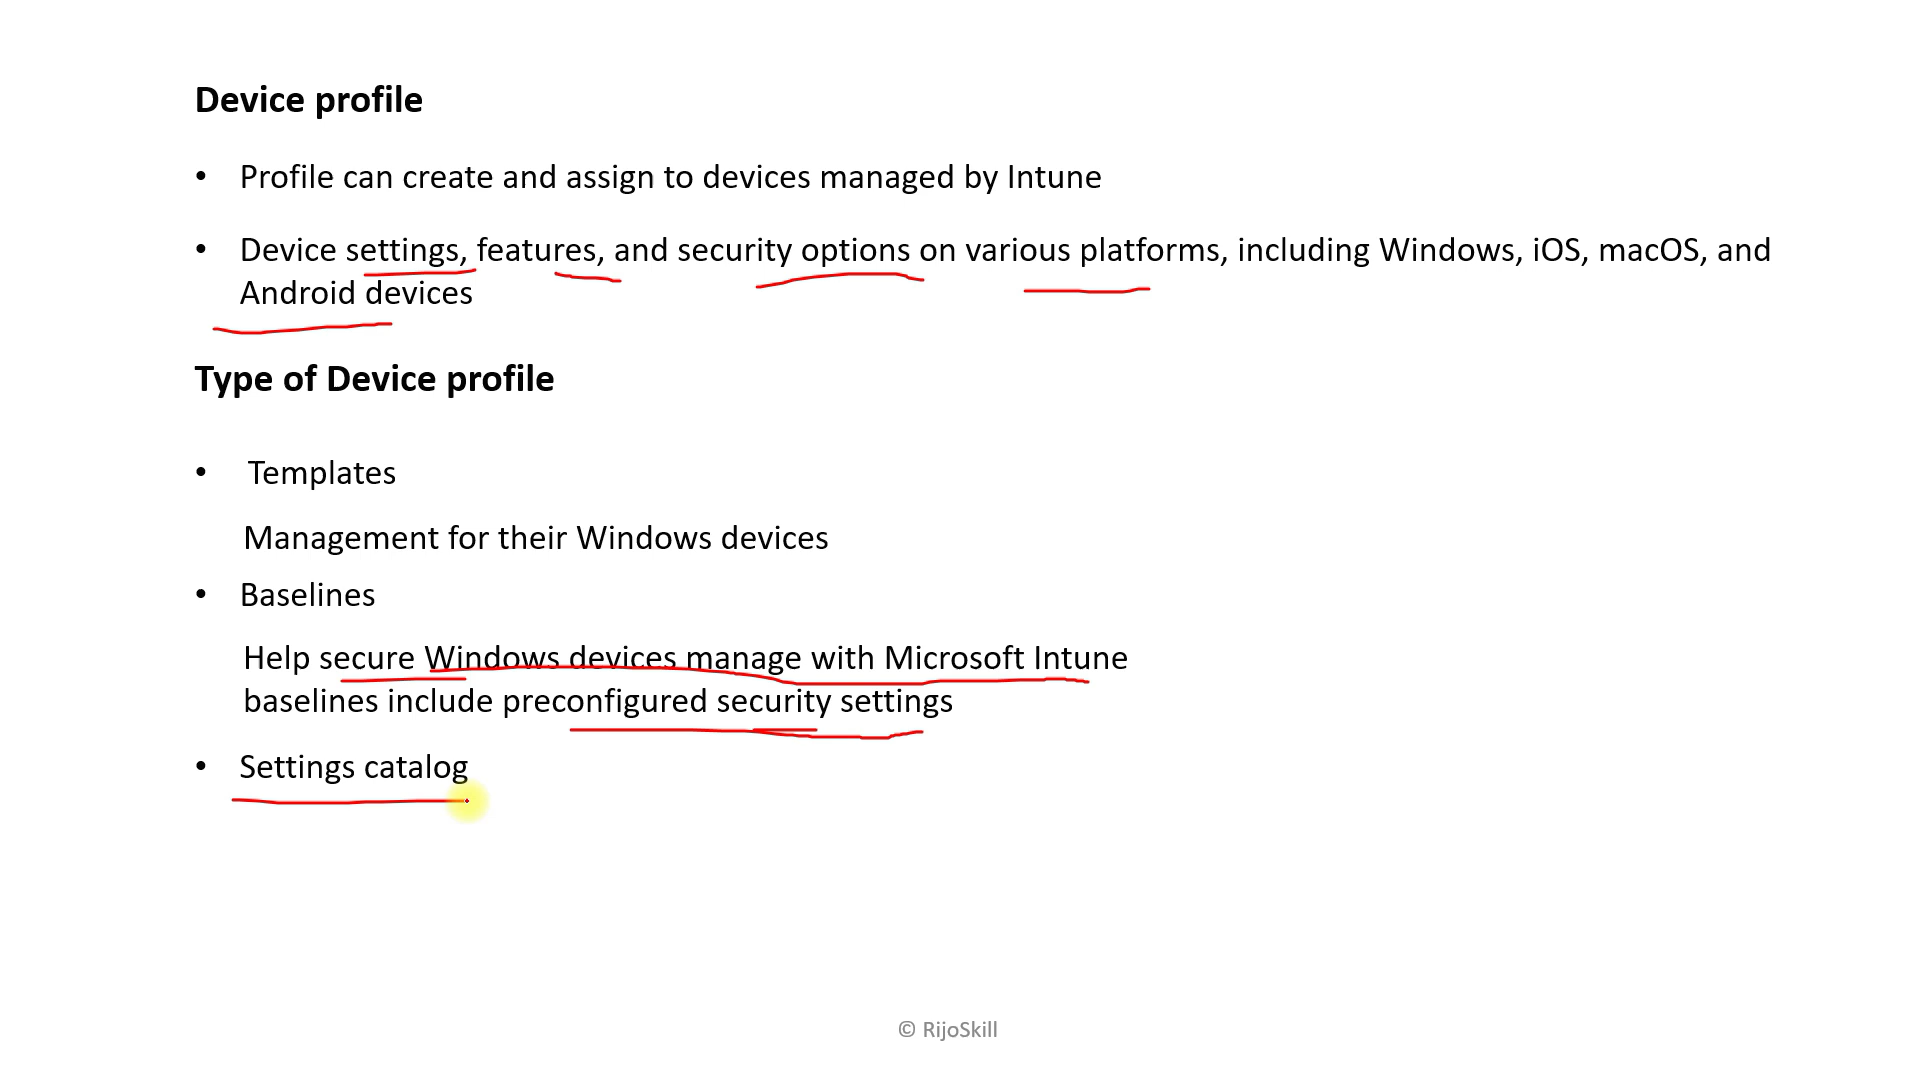 Device profile
• Profile can create and assign to devices managed by Intune
• Device settings, features, and security options on various platforms, including Windows, iOS, macOS, and
Android devices
Type of Device profile
• Templates
Management for their Windows devices
• Baselines
Help secure Windows devices manage with Microsoft Intune
baselines include preconfigured security settings
• Settings catalog
© RijoSkill